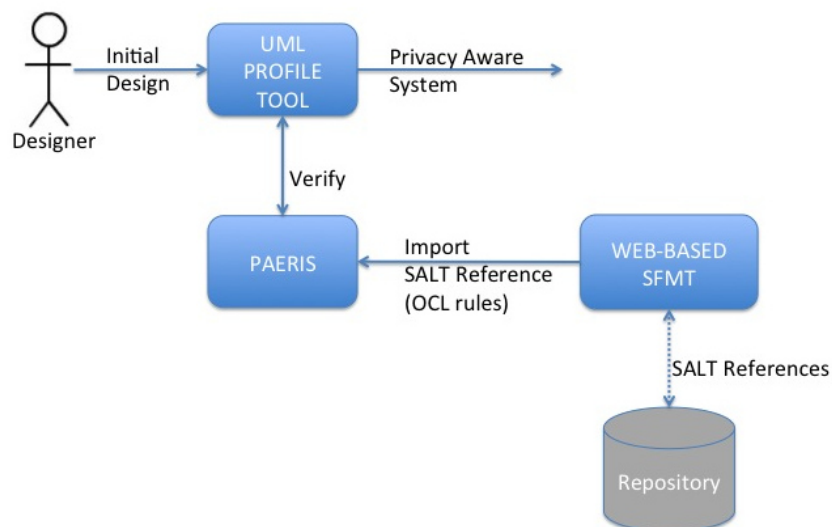 Initial
Design
UML
PROFILE
TOOL
Privacy Aware
System
Designer
Verify
PAERIS
Import
SALT Reference
(OCL rules)
WEB-BASED
SFMT
SALT References
Repository